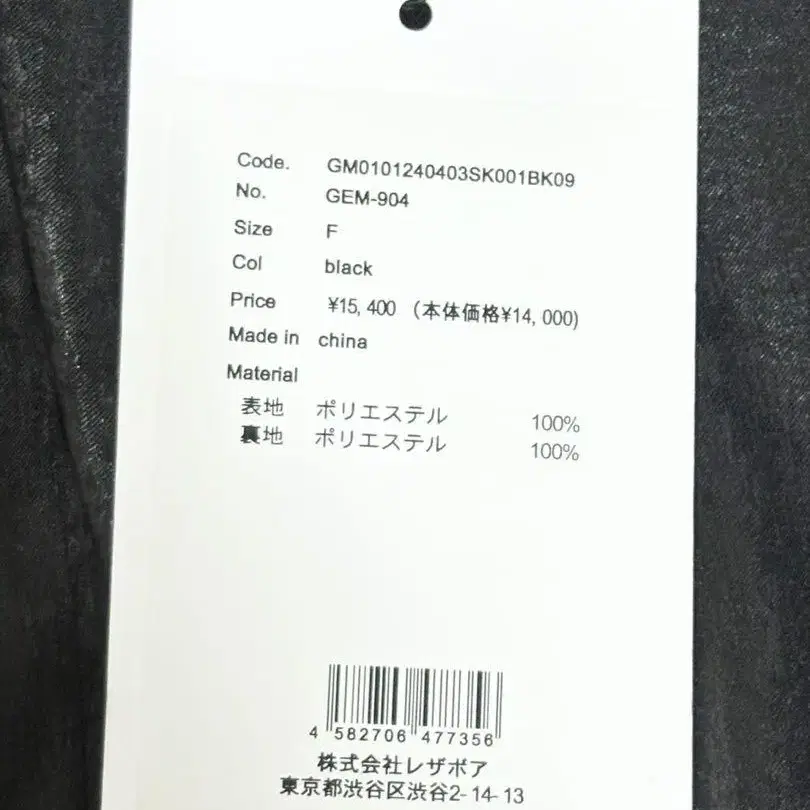 Code. GM0101240403SK001BK09
No. GEM-904
Size F
Col black
Price ¥15,400 (本体価格¥14,000)
Made in china
Material
表地 ポリエステル 100%
裏地 ポリエステル 100%
4 582706 477356
株式会社レザボア
東京都渋谷区渋谷2-14-13